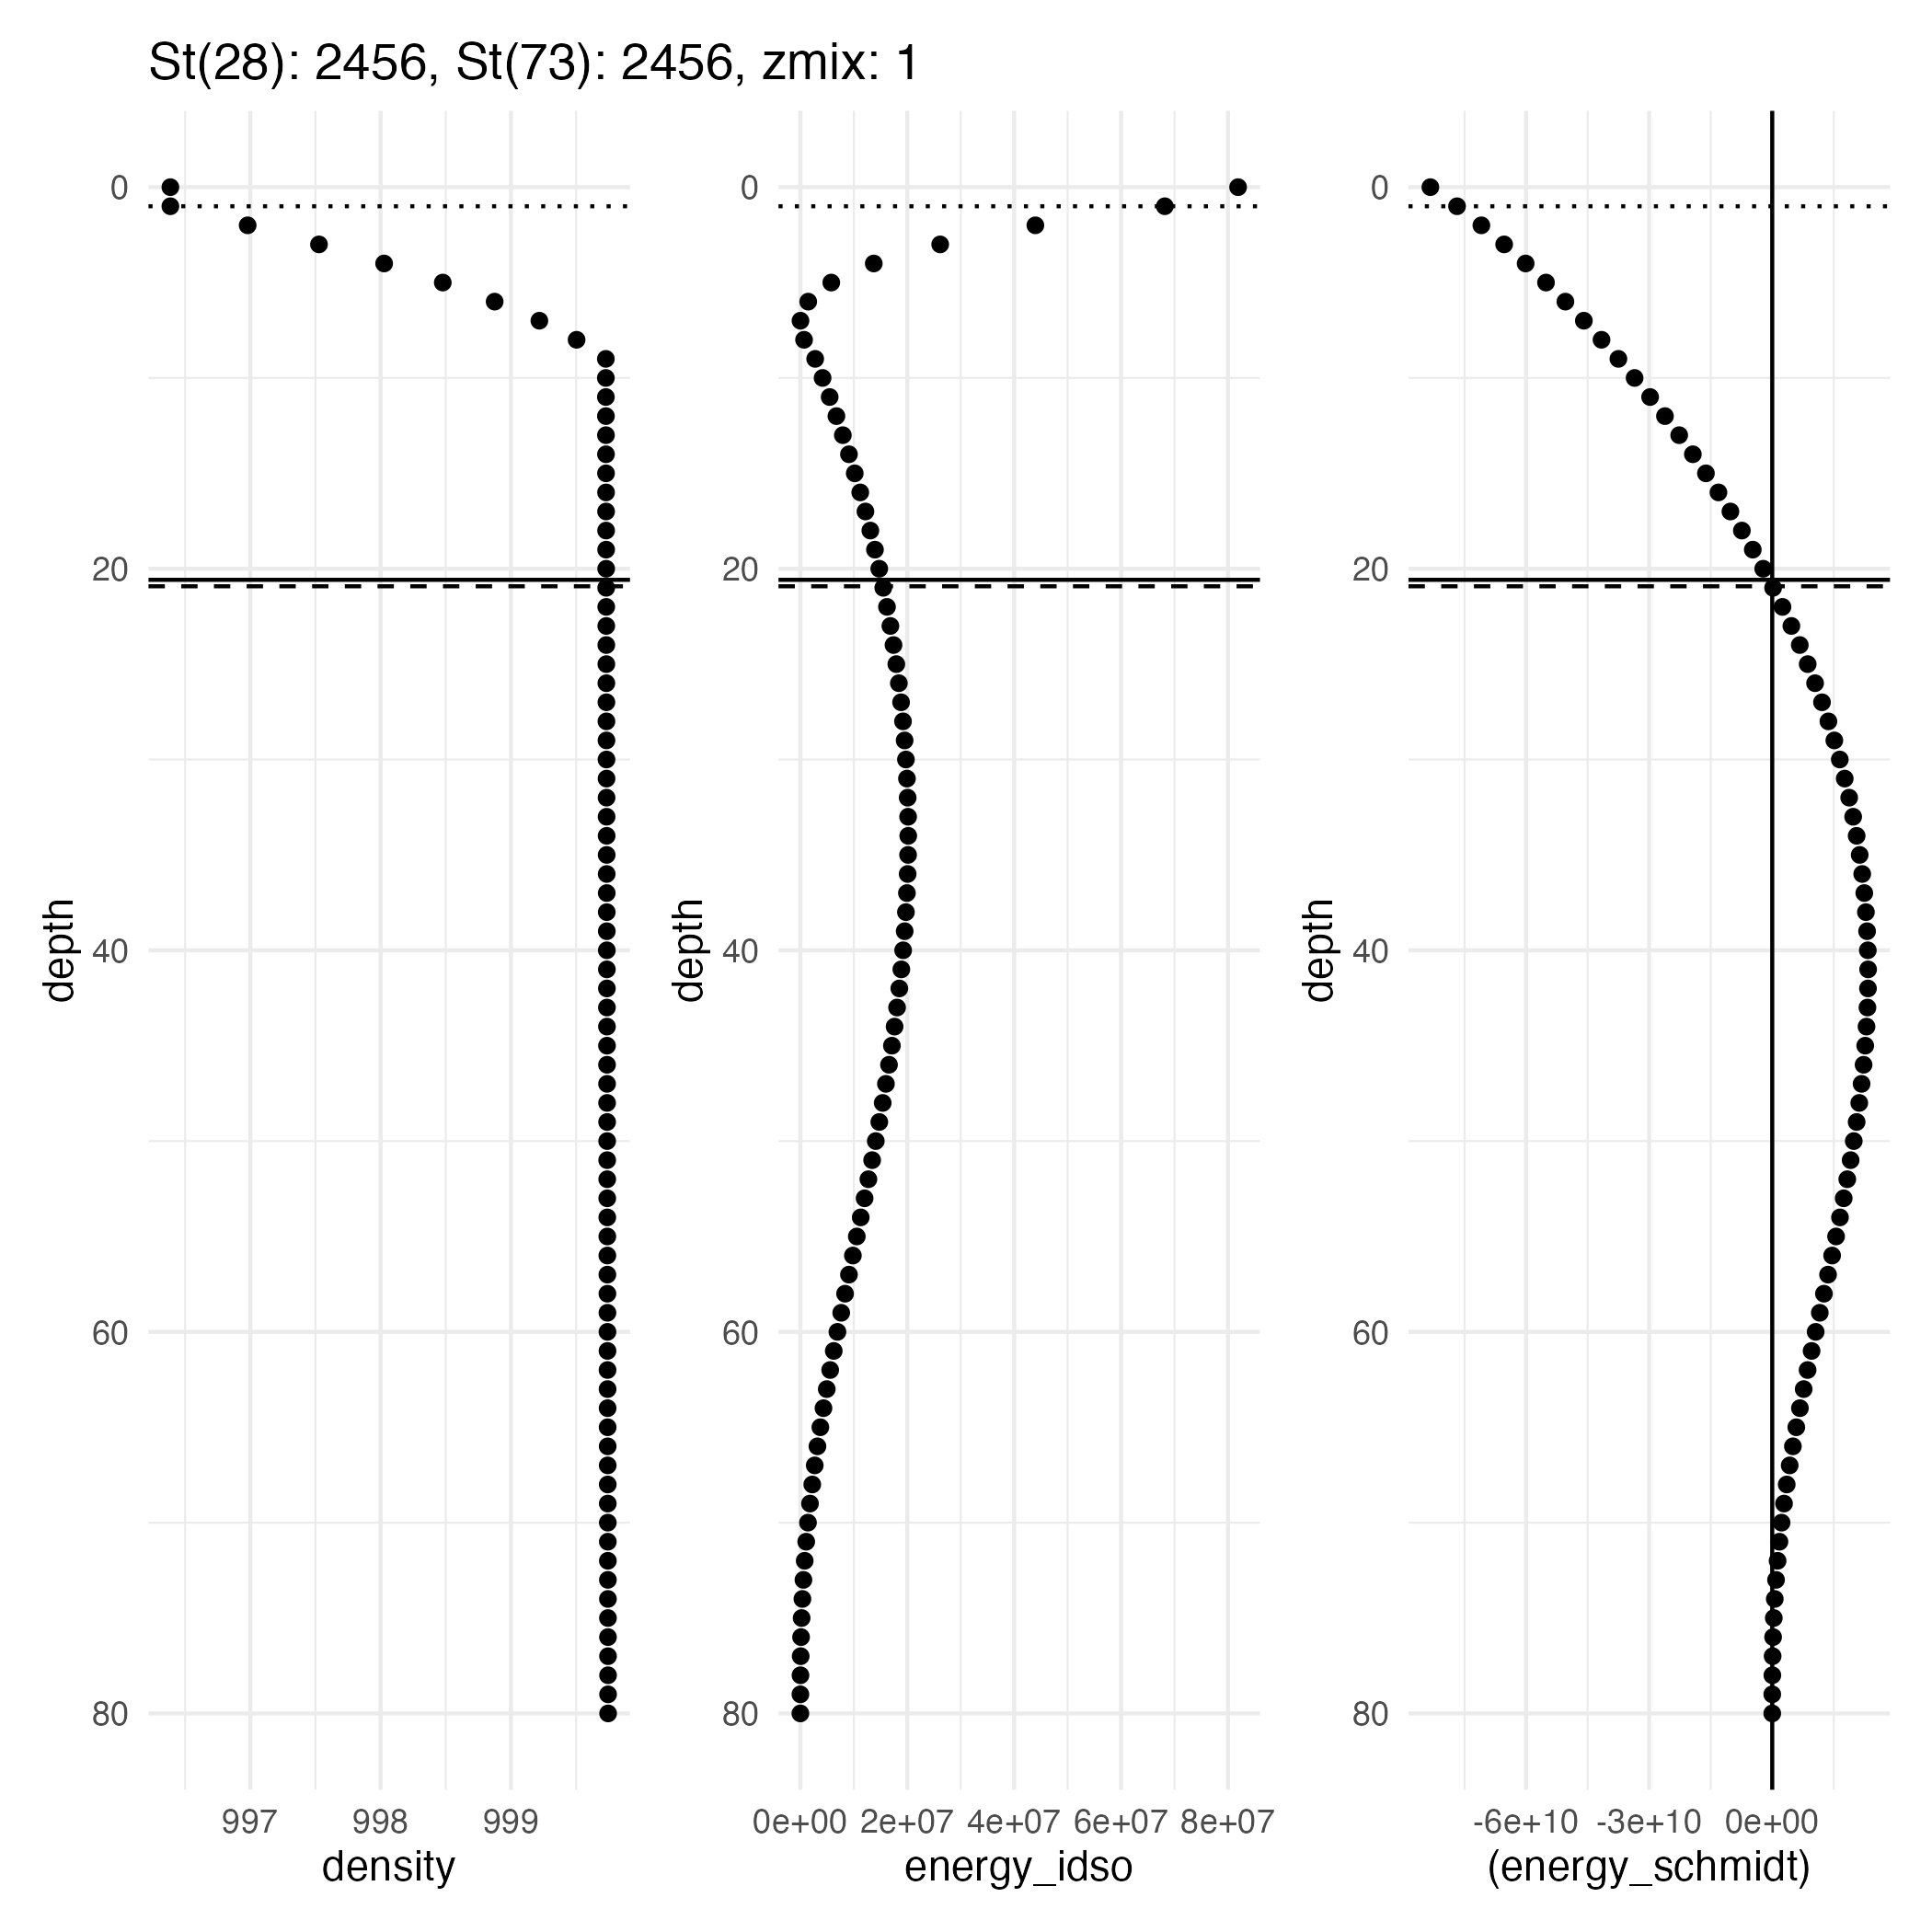 St(28): 2456, St(73): 2456, zmix: 1
0
20
40
60
80
depth
997 998 999
density
0
20
40
60
80
depth
0e+00 2e+07 4e+07 6e+07 8e+07
energy_idso
0
20
40
60
80
depth
-6e+10 -3e+10 0e+00
(energy_schmidt)